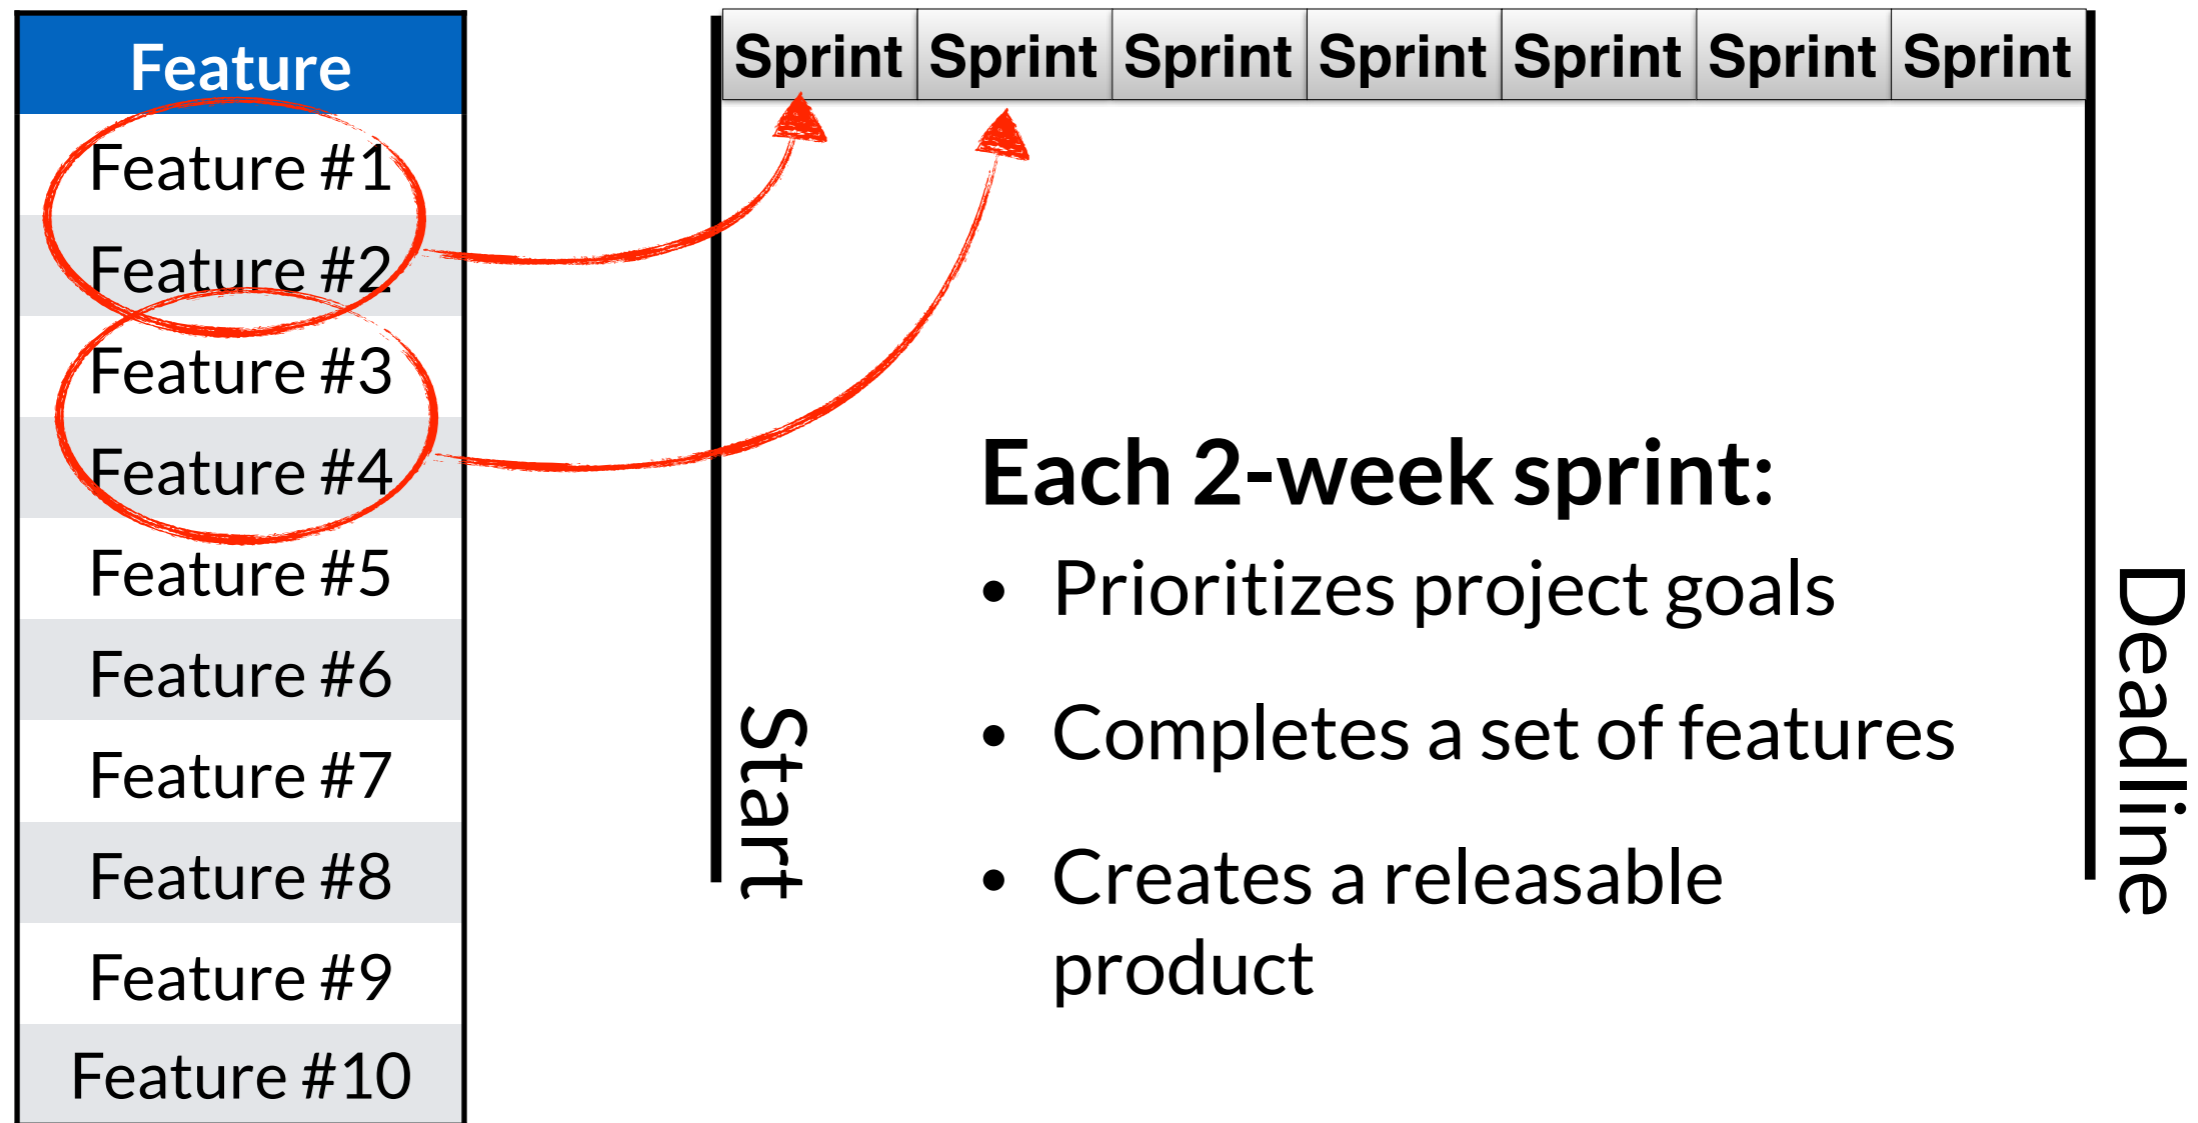 Feature
Feature #1
Feature #2
Feature #3
Feature #4
Feature #5
Feature #6
Feature #7
Feature #8
Feature #9
Feature #10
Sprint Sprint Sprint Sprint Sprint Sprint Sprint
Start
Each 2-week sprint:
• Prioritizes project goals
• Completes a set of features
• Creates a releasable
product
Deadline